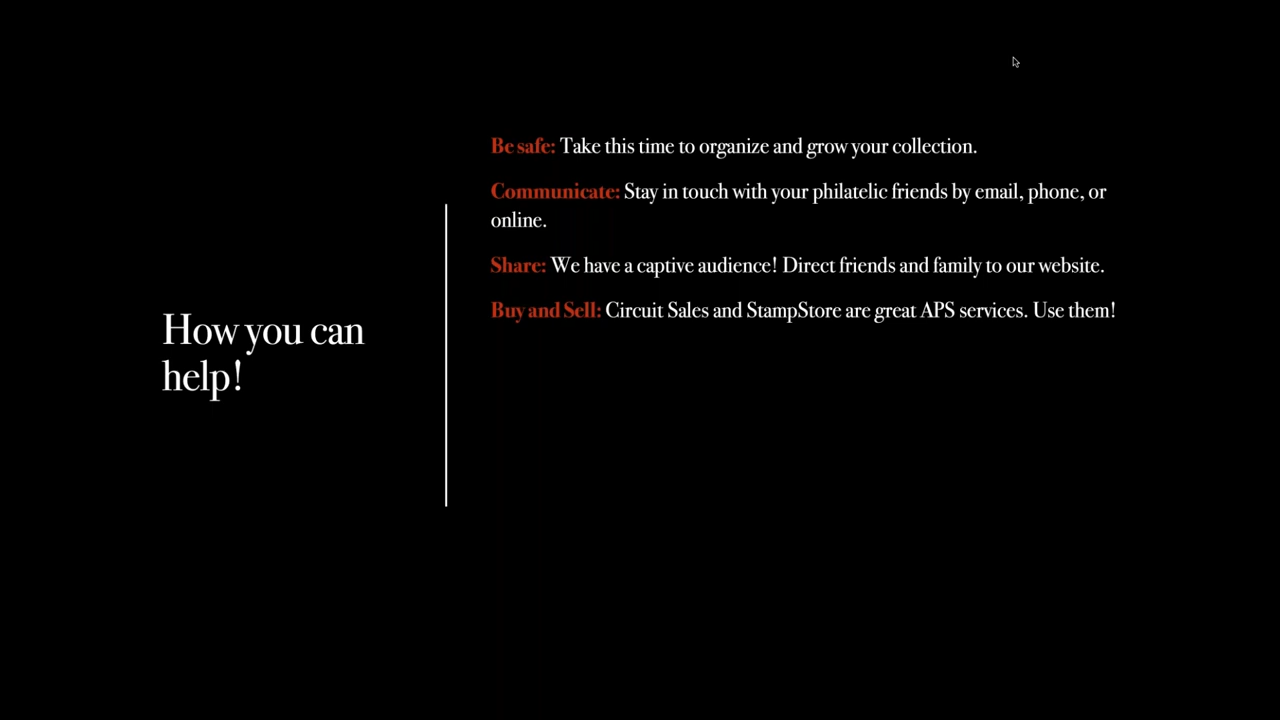 How you can
help!
Be safe: Take this time to organize and grow your collection.
Communicate: Stay in touch with your philatelic friends by email, phone, or
online.
Share: We have a captive audience! Direct friends and family to our website.
Buy and Sell: Circuit Sales and StampStore are great APS services. Use them!